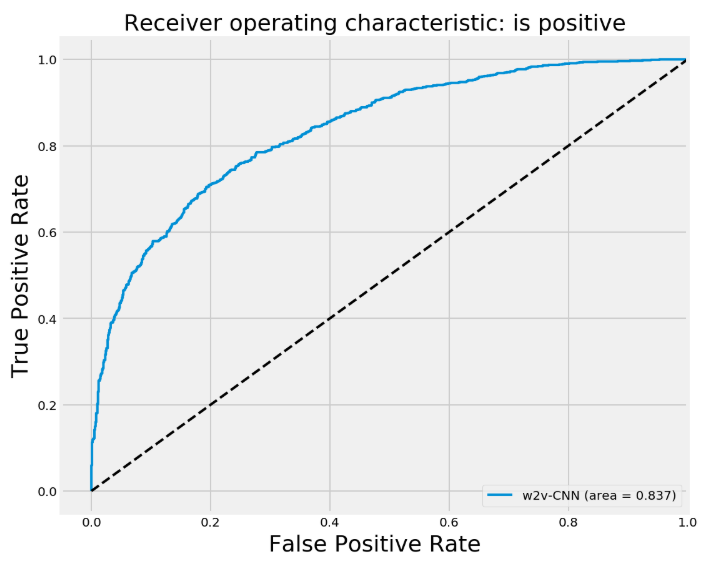 Receiver operating characteristic: is positive
True Positive Rate
1.0
0.8
0.6
0.4
0.2
0.0
w2v-CNN (area = 0.837)
0.0 0.2 0.4 0.6 0.8 1.0
False Positive Rate